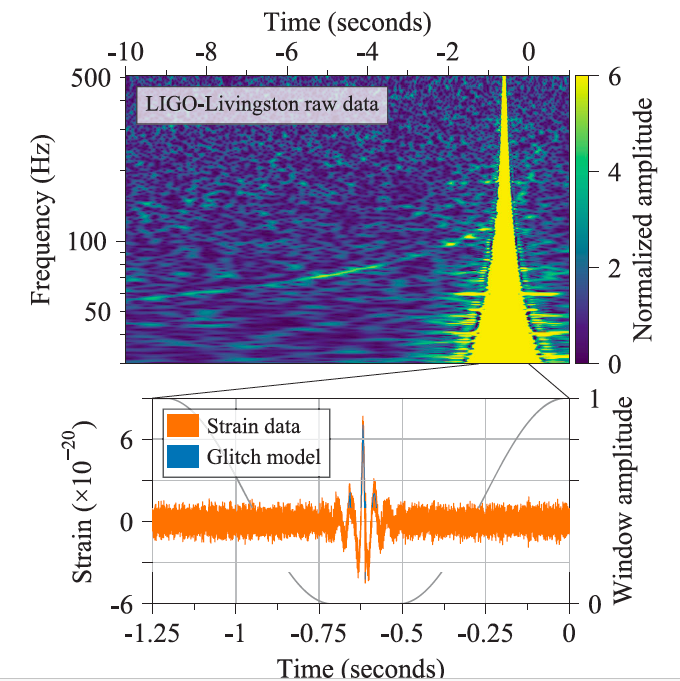 Time (seconds)
-10 -8 -6 -4 -2 0
500
100
50
Frequency (Hz)
LIGO-Livingston raw data
6
4
2
0
Normalized amplitude
Strain data
Glitch model
6
0
-6
Strain (×10⁻²⁰)
1
0
Window amplitude
-1.25 -1 -0.75 -0.5 -0.25 0
Time (seconds)